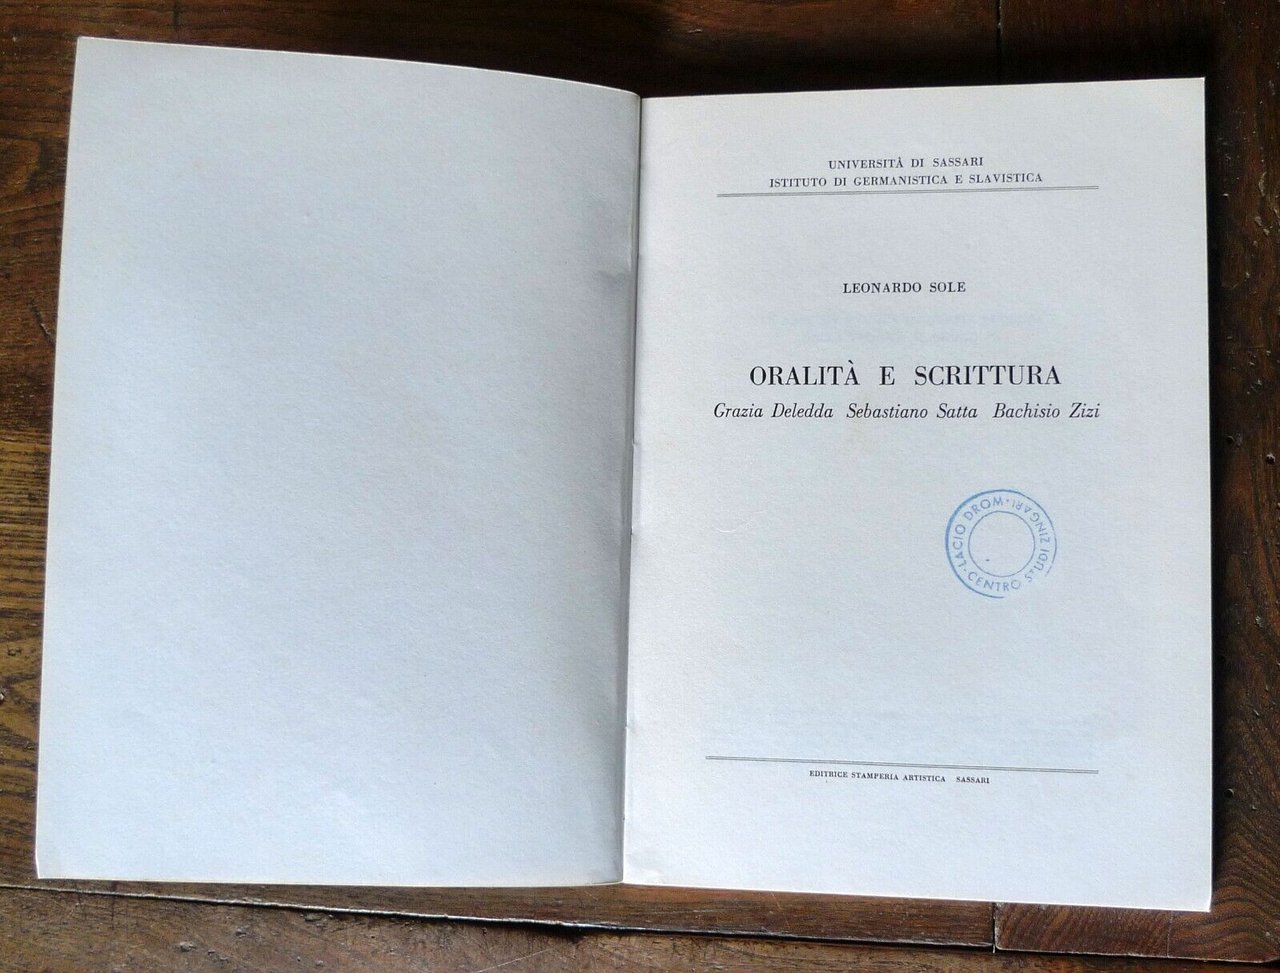 UNIVERSITÀ DI SASSARI
ISTITUTO DI GERMANISTICA E SLAVISTICA
LEONARDO SOLE
ORALITÀ E SCRITTURA
Grazia Deledda Sebastiano Satta Bachisio Zizi
LACIO DROM · CENTRO STUDI ZINGARI ·
EDITRICE STAMPERIA ARTISTICA SASSARI